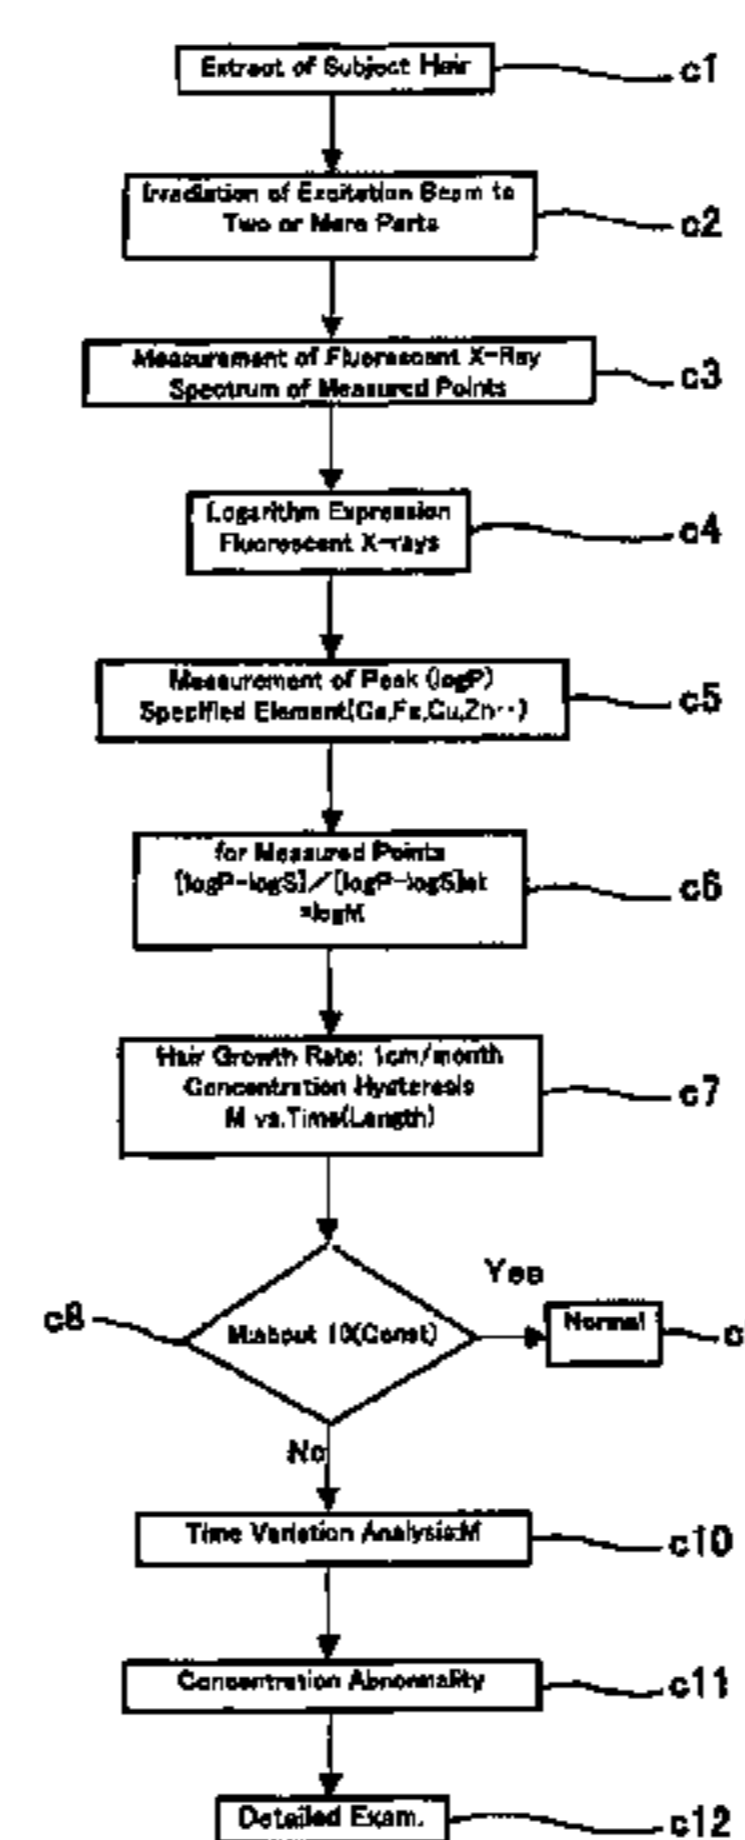 Extract of Subject Hair
c1
Irradiation of Excitation Beam to
Two or More Parts
c2
Measurement of Fluorescent X-Ray
Spectrum of Measured Points
c3
Logarithm Expression
Fluorescent X-rays
c4
Measurement of Peak (logP)
Specified Element(Ca,Fe,Cu,Zn··)
c5
for Measured Points
[logP-logS]/[logP-logS]st
=logM
c6
Hair Growth Rate: 1cm/month
Concentration Hysteresis
M vs.Time(Length)
c7
c8
M:about 10(Const)
Yes
Normal
c
No
Time Variation Analysis:M
c10
Concentration Abnormality
c11
Detailed Exam.
c12